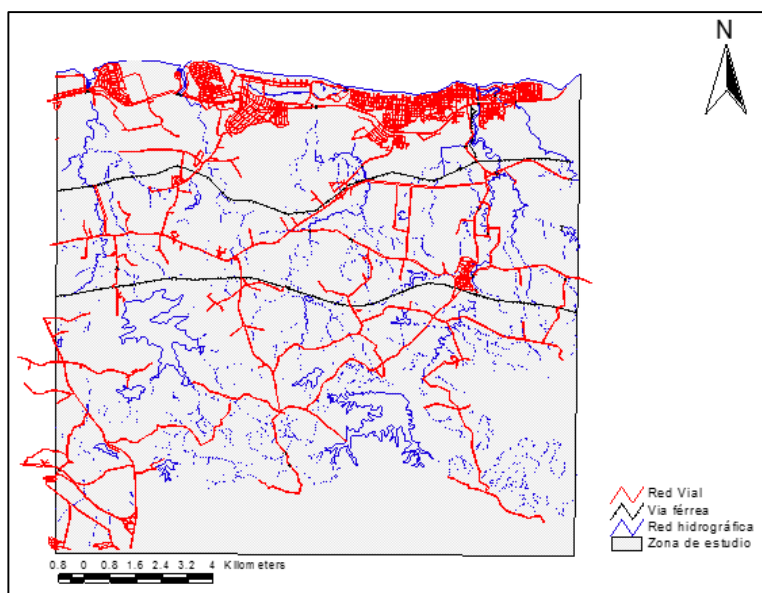 N
Red Vial
Via férrea
Red hidrográfica
Zona de estudio
0.8 0 0.8 1.6 2.4 3.2 4 Kilometers